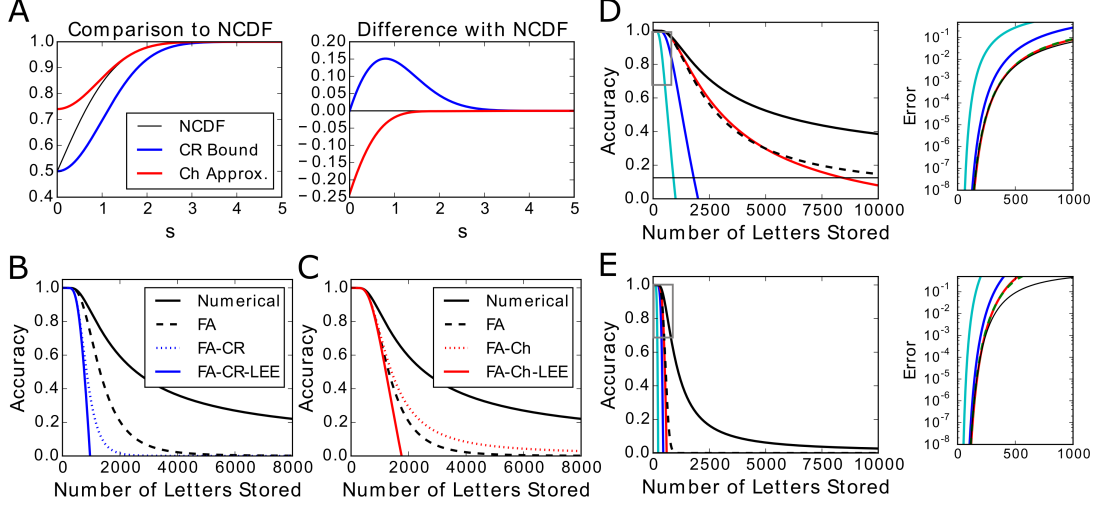 A
Comparison to NCDF
1.0
0.9
0.8
0.7
0.6
0.5
0.4
0 1 2 3 4 5
s
NCDF
CR Bound
Ch Approx.
Difference with NCDF
0.20
0.15
0.10
0.05
0.00
−0.05
−0.10
−0.15
−0.20
−0.25
0 1 2 3 4 5
s
B
Accuracy
1.0
0.8
0.6
0.4
0.2
0.0
0 2000 4000 6000 8000
Number of Letters Stored
Numerical
FA
FA-CR
FA-CR-LEE
C
Accuracy
1.0
0.8
0.6
0.4
0.2
0.0
0 2000 4000 6000 8000
Number of Letters Stored
Numerical
FA
FA-Ch
FA-Ch-LEE
D
Accuracy
1.0
0.8
0.6
0.4
0.2
0.0
0 2500 5000 7500 10000
Number of Letters Stored
Error
10⁻¹
10⁻²
10⁻³
10⁻⁴
10⁻⁵
10⁻⁶
10⁻⁷
10⁻⁸
0 500 1000
E
Accuracy
1.0
0.8
0.6
0.4
0.2
0.0
0 2500 5000 7500 10000
Number of Letters Stored
Error
10⁻¹
10⁻²
10⁻³
10⁻⁴
10⁻⁵
10⁻⁶
10⁻⁷
10⁻⁸
0 500 1000